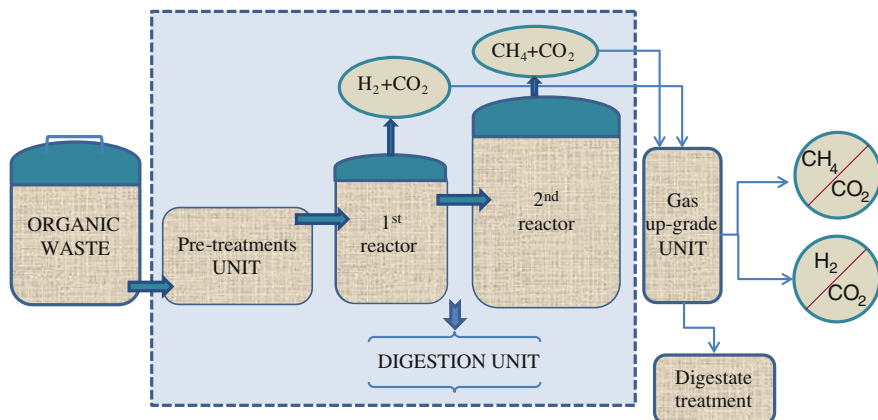 CH₄+CO₂
H₂+CO₂
ORGANIC
WASTE
Pre-treatments
UNIT
1st
reactor
2nd
reactor
Gas
up-grade
UNIT
CH₄
CO₂
H₂
CO₂
DIGESTION UNIT
Digestate
treatment